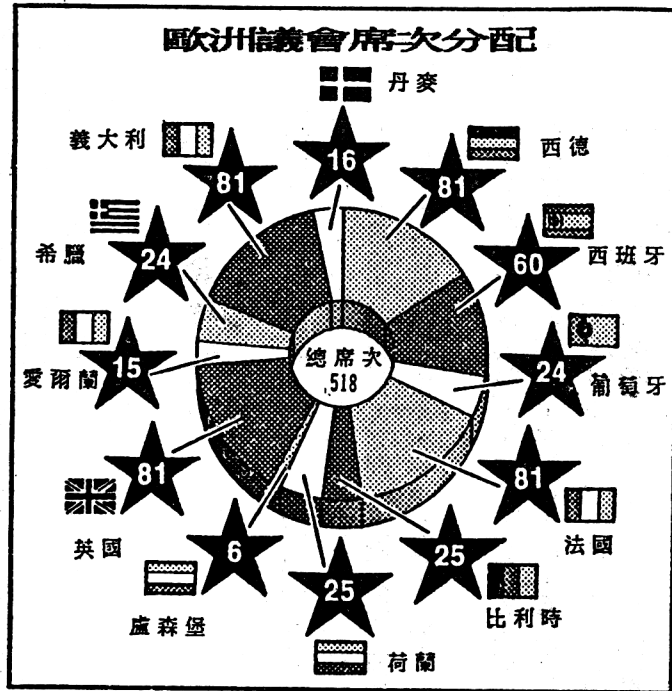 歐洲議會席次分配
丹麥
16
西德
81
西班牙
60
葡萄牙
24
法國
81
比利時
25
荷蘭
25
盧森堡
6
英國
81
愛爾蘭
15
希臘
24
義大利
81
總席次
518